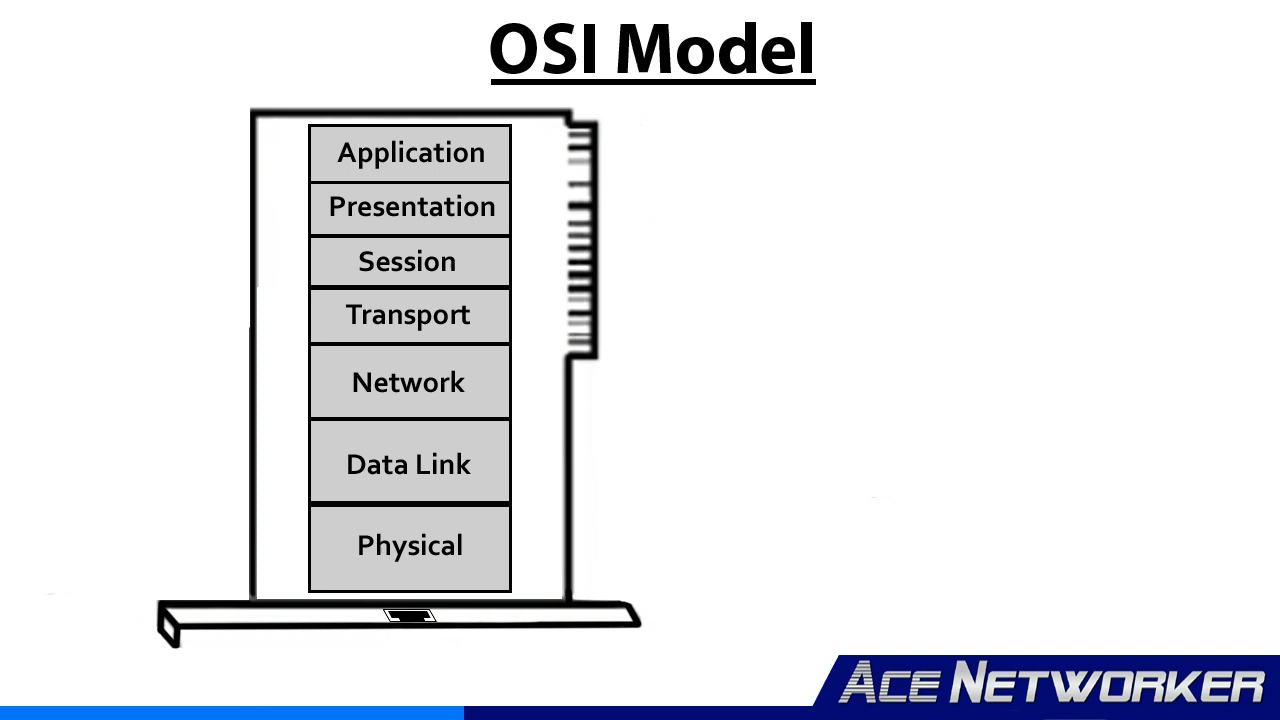 OSI Model
Application
Presentation
Session
Transport
Network
Data Link
Physical
ACE NETWORKER